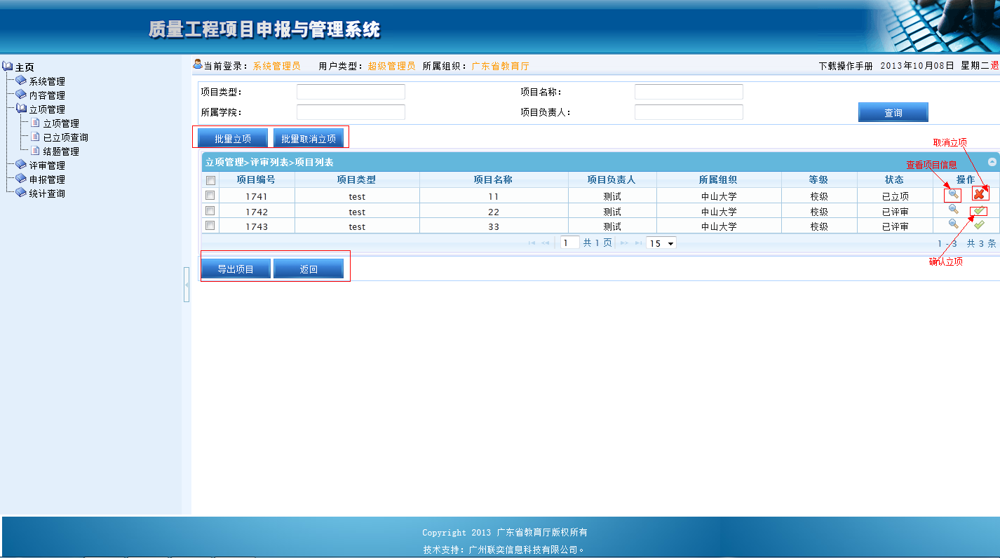 质量工程项目申报与管理系统
主页
系统管理
内容管理
立项管理
立项管理
已立项查询
结题管理
评审管理
申报管理
统计查询
当前登录: 系统管理员 用户类型: 超级管理员 所属组织: 广东省教育厅 下载操作手册 2013年10月08日 星期二 退
项目类型: 项目名称:
所属学院: 项目负责人: 查询
批量立项 批量取消立项
取消立项
查看项目信息
立项管理>评审列表>项目列表
项目编号 项目类型 项目名称 项目负责人 所属组织 等级 状态 操作
1741 test 11 测试 中山大学 校级 已立项
1742 test 22 测试 中山大学 校级 已评审
1743 test 33 测试 中山大学 校级 已评审
1 共 1 页 15 1 - 3 共 3 条
确认立项
导出项目 返回
Copyright 2013 广东省教育厅版权所有
技术支持: 广州联奕信息科技有限公司。